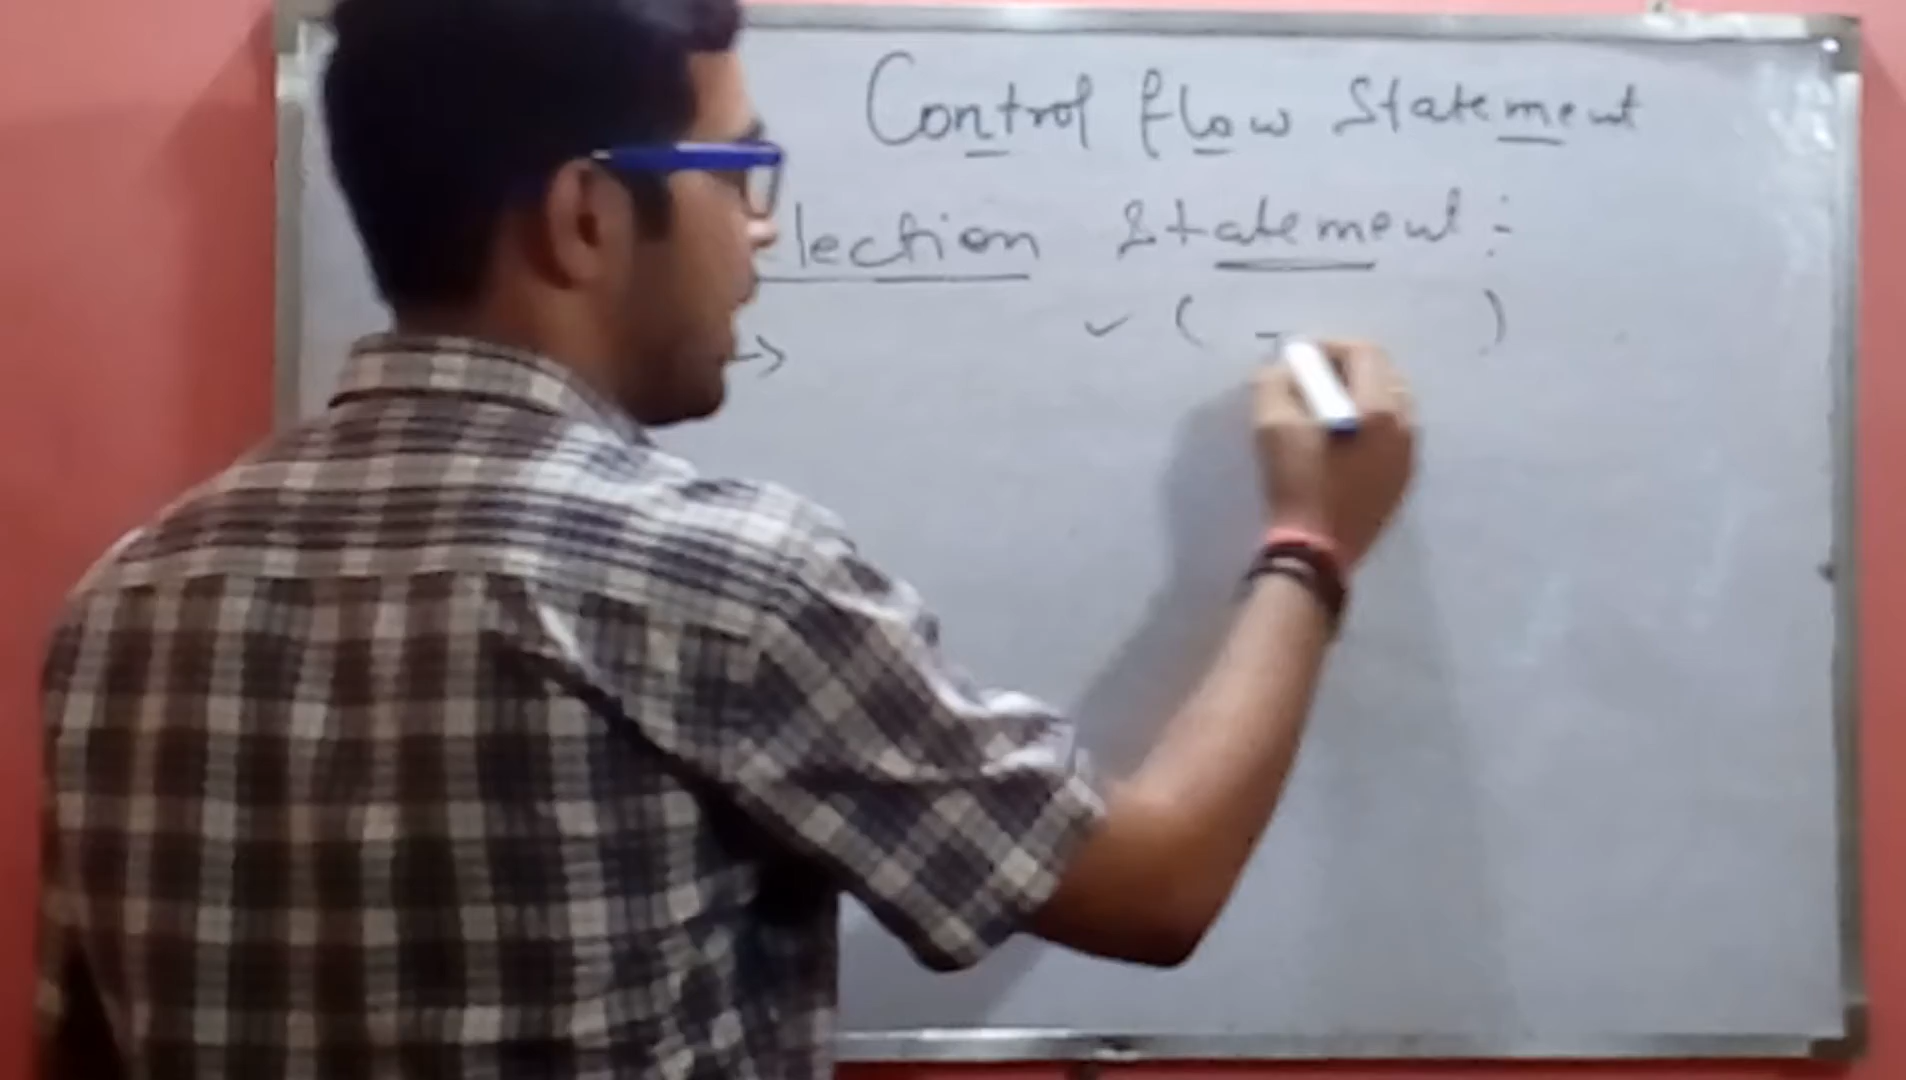 Control flow Statement
lection Statement :-
→ ✓ ( - )